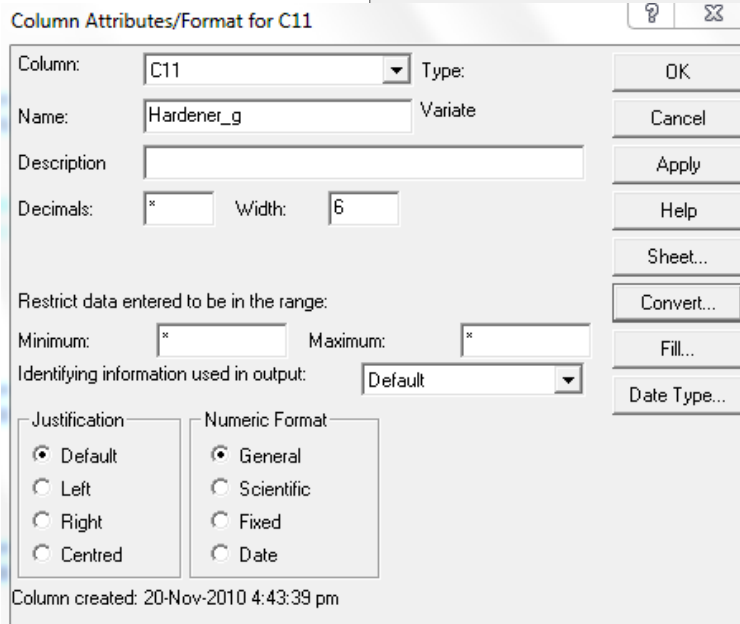 Column Attributes/Format for C11
Column: C11 Type: OK
Name: Hardener_g Variate Cancel
Description Apply
Decimals: * Width: 6 Help
Sheet...
Restrict data entered to be in the range: Convert...
Minimum: * Maximum: * Fill...
Identifying information used in output: Default Date Type...
Justification Numeric Format
Default General
Left Scientific
Right Fixed
Centred Date
Column created: 20-Nov-2010 4:43:39 pm